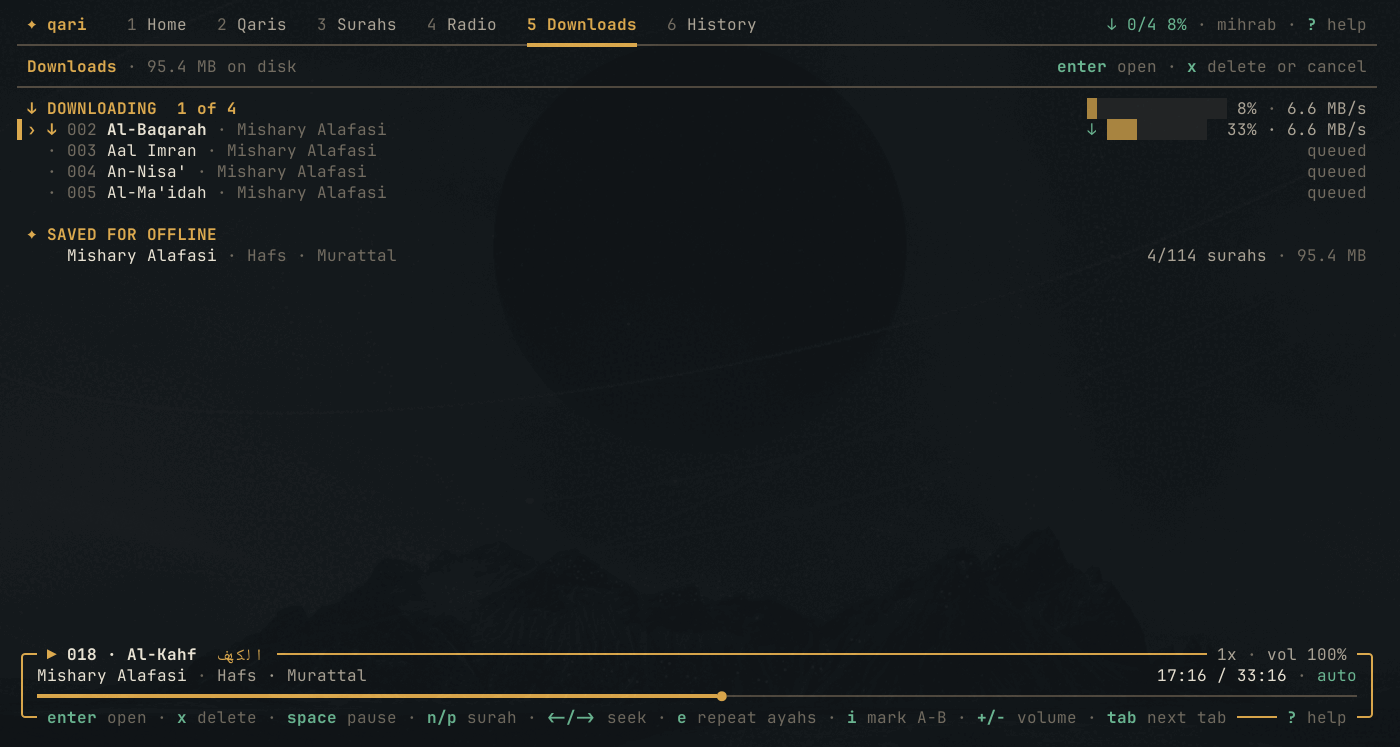 ✦ qari 1 Home 2 Qaris 3 Surahs 4 Radio 5 Downloads 6 History ↓ 0/4 8% · mihrab · ? help
Downloads · 95.4 MB on disk enter open · x delete or cancel
↓ DOWNLOADING 1 of 4 8% · 6.6 MB/s
› ↓ 002 Al-Baqarah · Mishary Alafasi ↓ 33% · 6.6 MB/s
· 003 Aal Imran · Mishary Alafasi queued
· 004 An-Nisa' · Mishary Alafasi queued
· 005 Al-Ma'idah · Mishary Alafasi queued
✦ SAVED FOR OFFLINE
Mishary Alafasi · Hafs · Murattal 4/114 surahs · 95.4 MB
▶ 018 · Al-Kahf الكهف 1x · vol 100%
Mishary Alafasi · Hafs · Murattal 17:16 / 33:16 · auto
enter open · x delete · space pause · n/p surah · ←/→ seek · e repeat ayahs · i mark A-B · +/- volume · tab next tab ? help